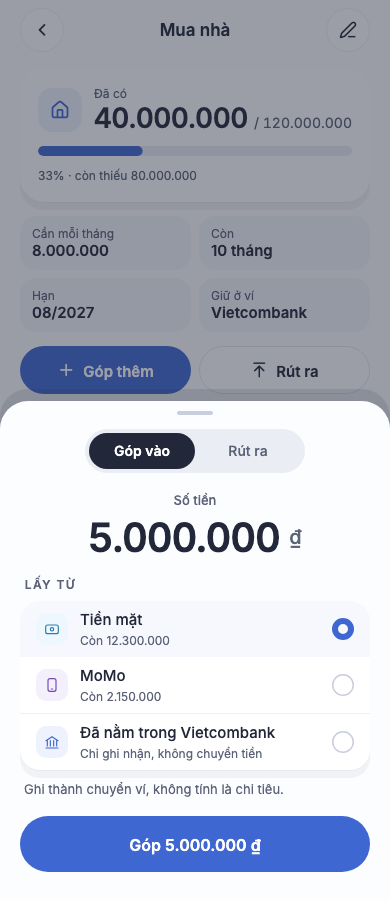 Mua nhà
Đã có
40.000.000 / 120.000.000
33% · còn thiếu 80.000.000
Cần mỗi tháng
8.000.000
Còn
10 tháng
Hạn
08/2027
Giữ ở ví
Vietcombank
Góp thêm
Rút ra
Góp vào
Rút ra
Số tiền
5.000.000 ₫
LẤY TỪ
Tiền mặt
Còn 12.300.000
MoMo
Còn 2.150.000
Đã nằm trong Vietcombank
Chỉ ghi nhận, không chuyển tiền
Ghi thành chuyển ví, không tính là chi tiêu.
Góp 5.000.000 ₫